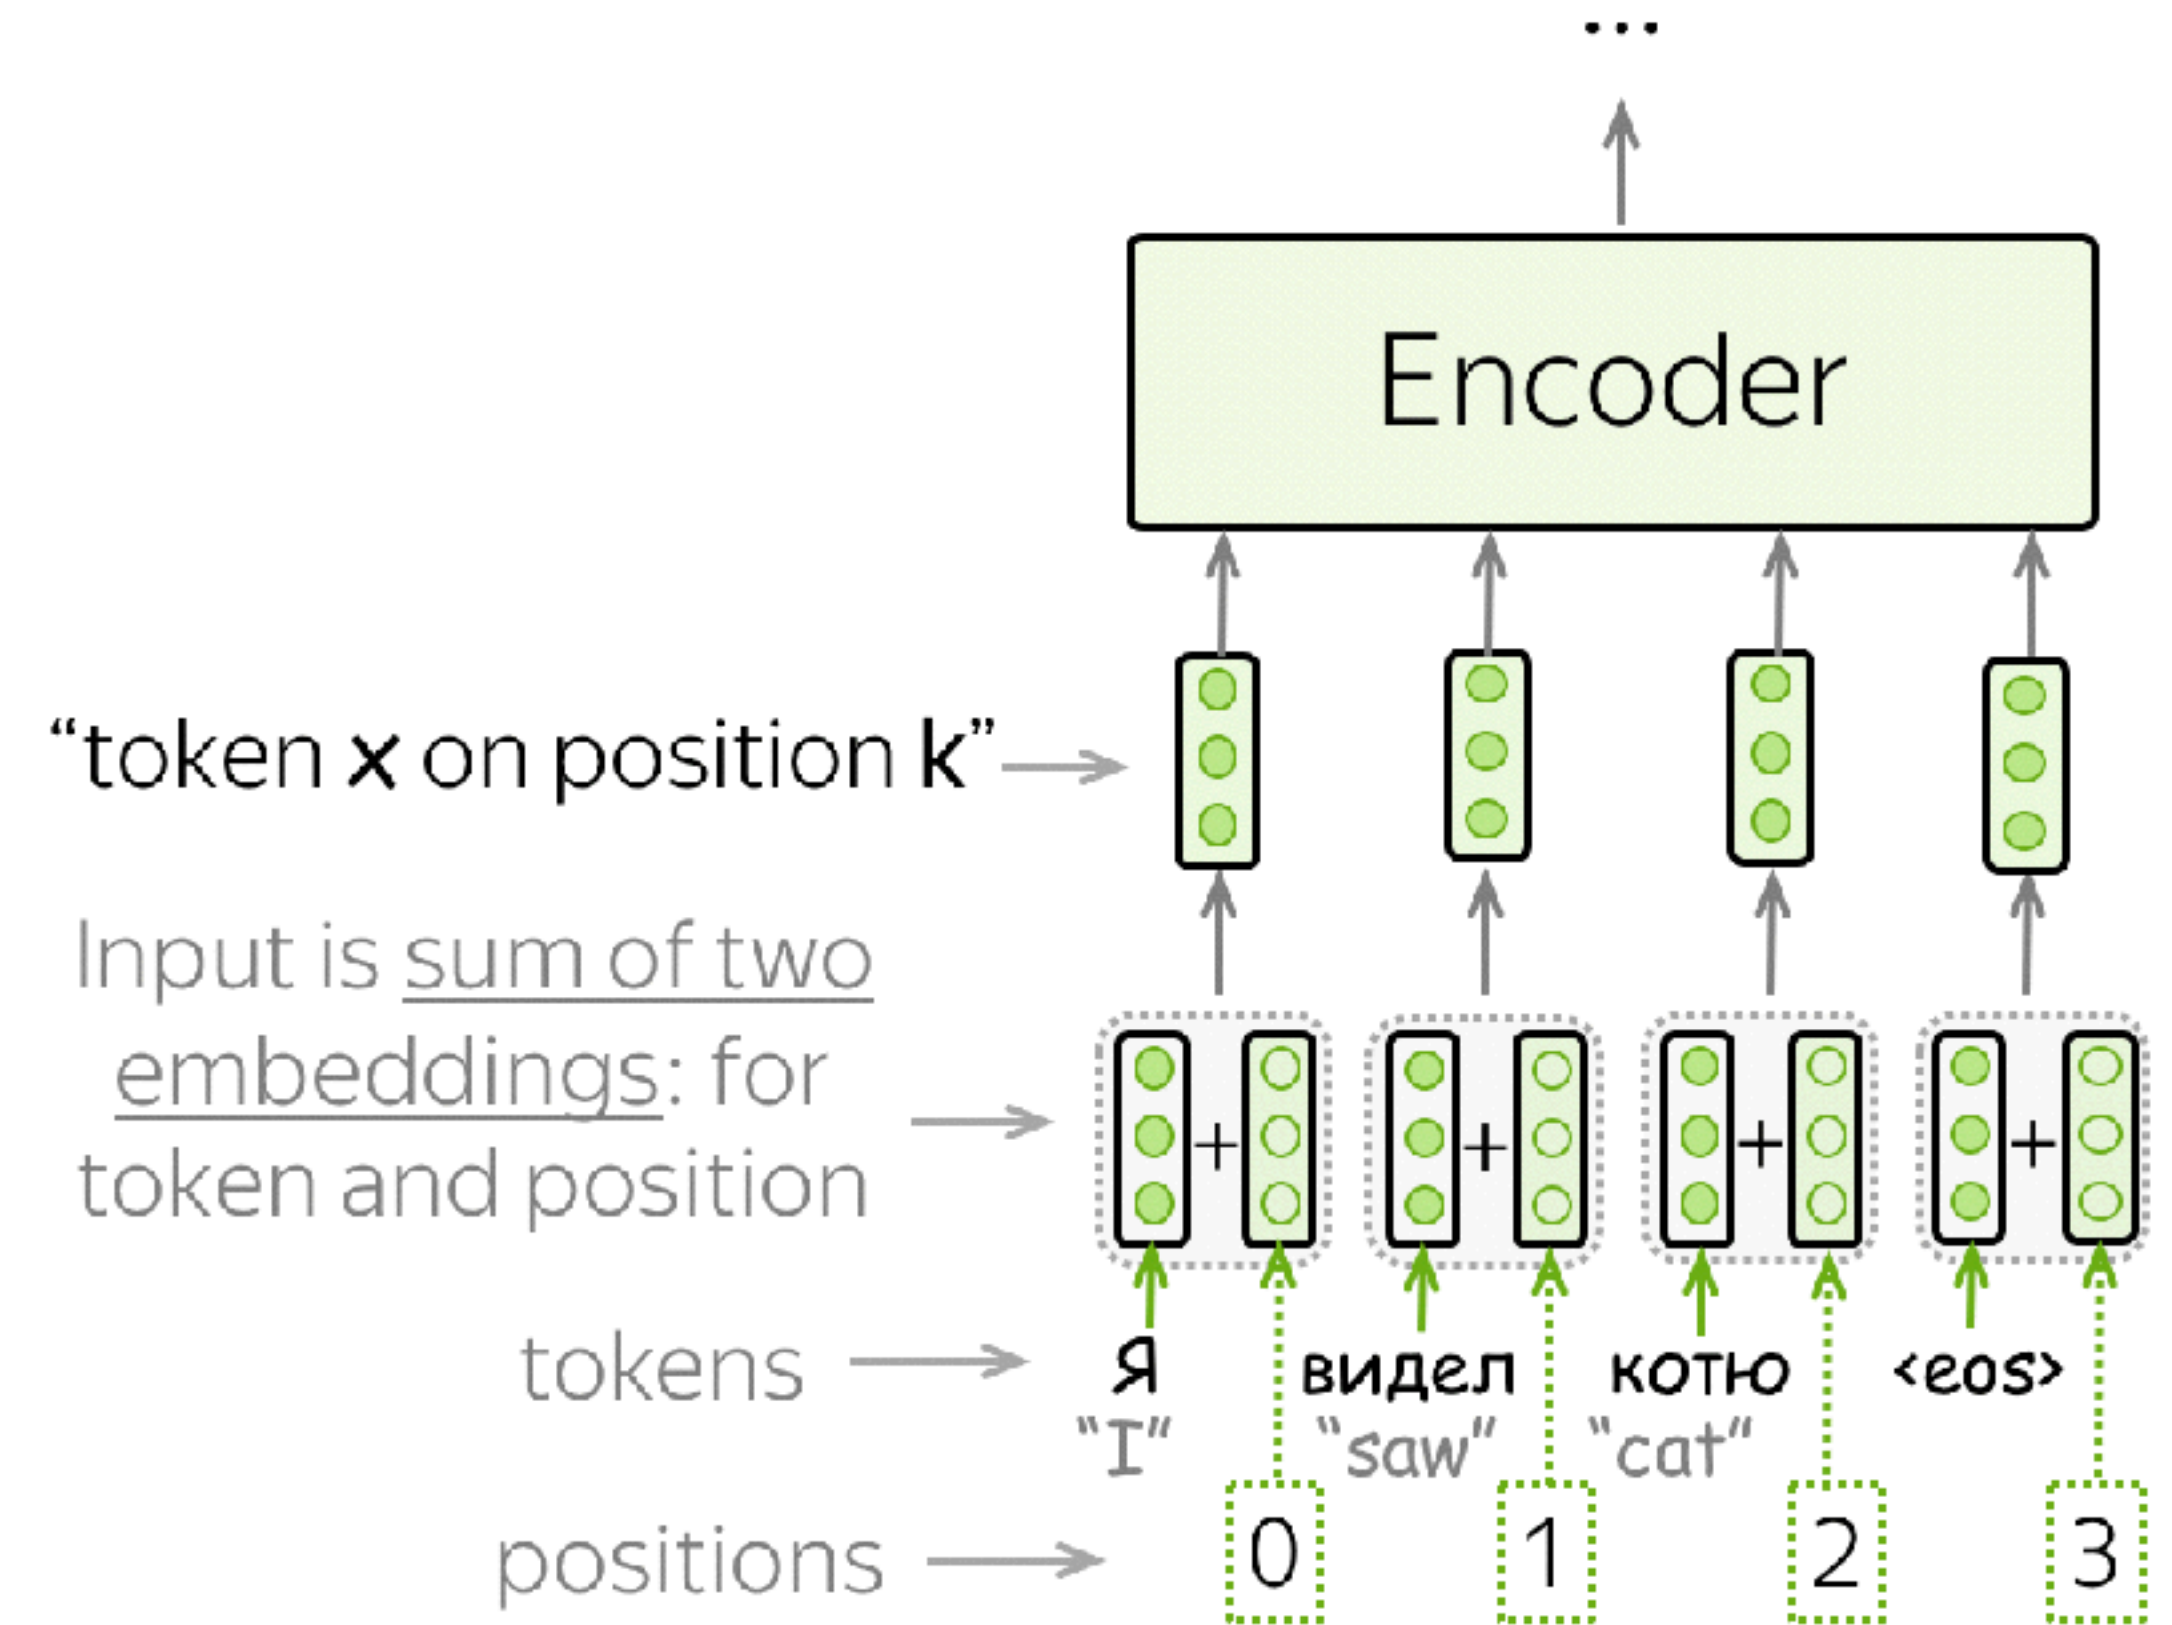 ...
Encoder
“token x on position k”
Input is sum of two
embeddings: for
token and position
+ + + +
tokens Я видел котю <eos>
“I” “saw” “cat”
positions 0 1 2 3